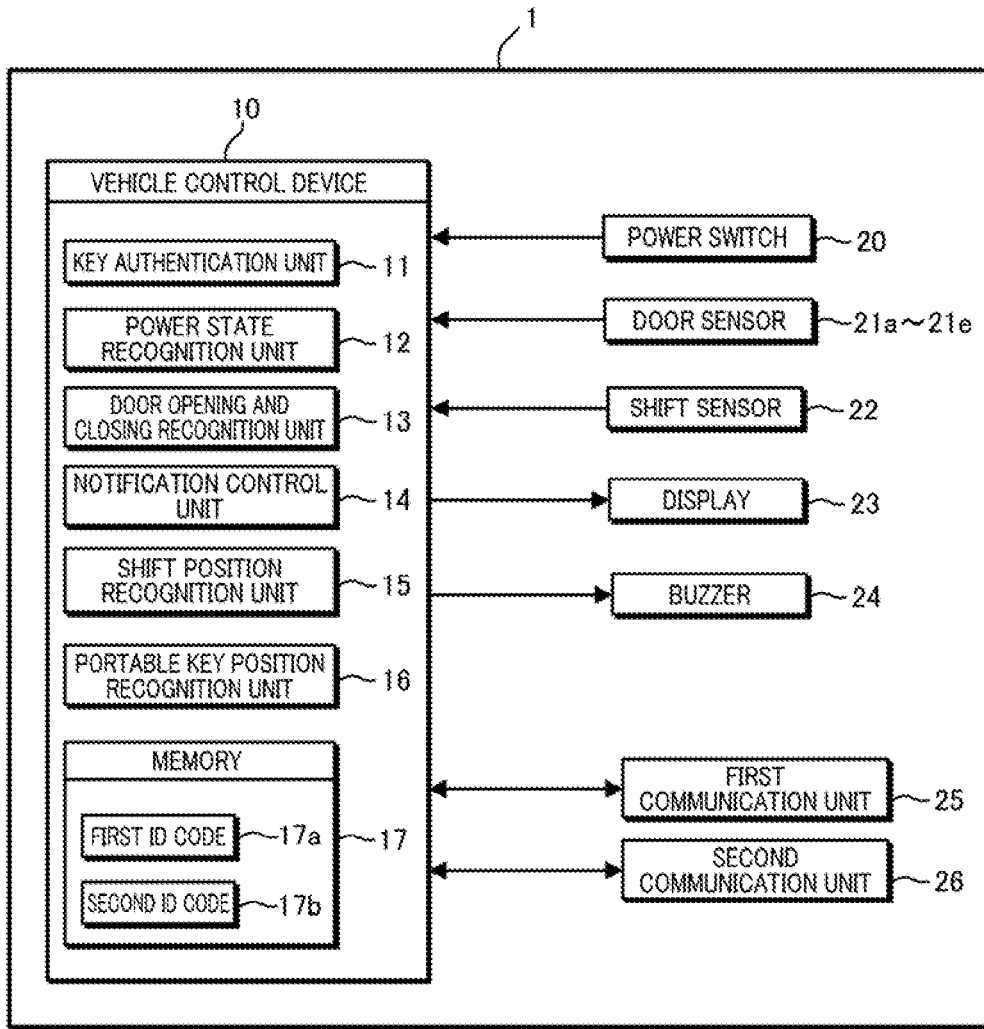 1
10
VEHICLE CONTROL DEVICE
KEY AUTHENTICATION UNIT
11
POWER STATE
RECOGNITION UNIT
12
DOOR OPENING AND
CLOSING RECOGNITION UNIT
13
NOTIFICATION CONTROL
UNIT
14
SHIFT POSITION
RECOGNITION UNIT
15
PORTABLE KEY POSITION
RECOGNITION UNIT
16
MEMORY
FIRST ID CODE
17a
SECOND ID CODE
17b
17
POWER SWITCH
20
DOOR SENSOR
21a~21e
SHIFT SENSOR
22
DISPLAY
23
BUZZER
24
FIRST
COMMUNICATION UNIT
25
SECOND
COMMUNICATION UNIT
26